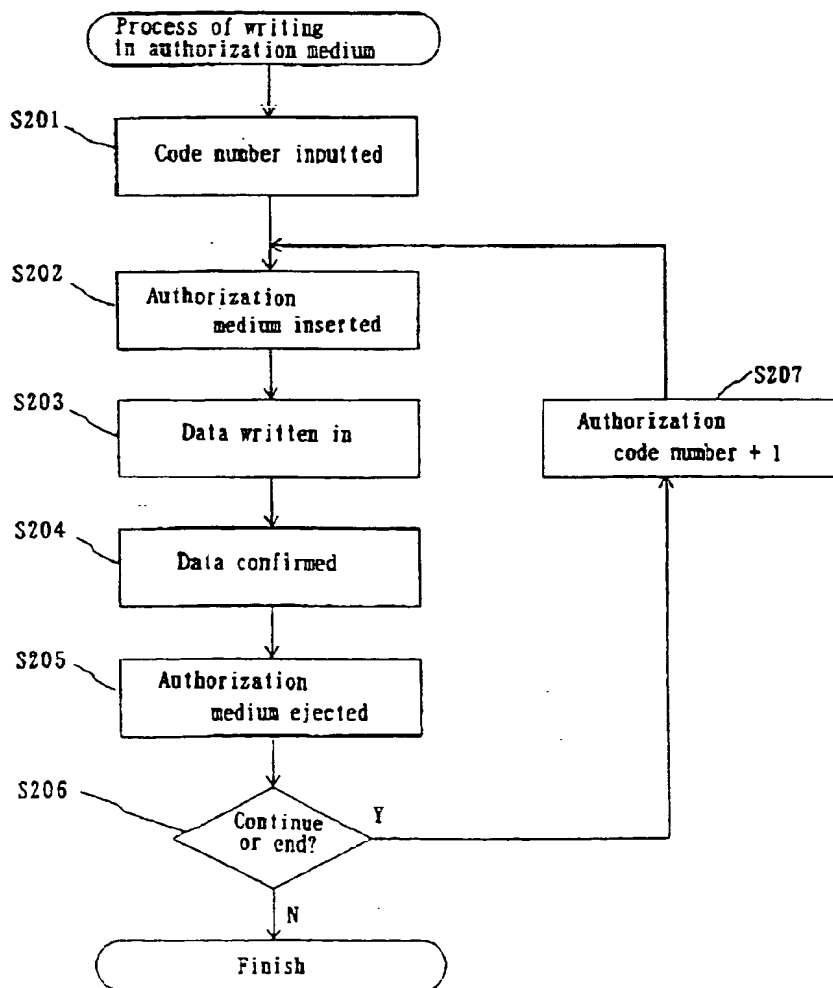 Process of writing
in authorization medium
S201
Code number inputted
S202
Authorization
medium inserted
S207
S203
Data written in
Authorization
code number + 1
S204
Data confirmed
S205
Authorization
medium ejected
S206
Continue
or end?
Y
N
Finish